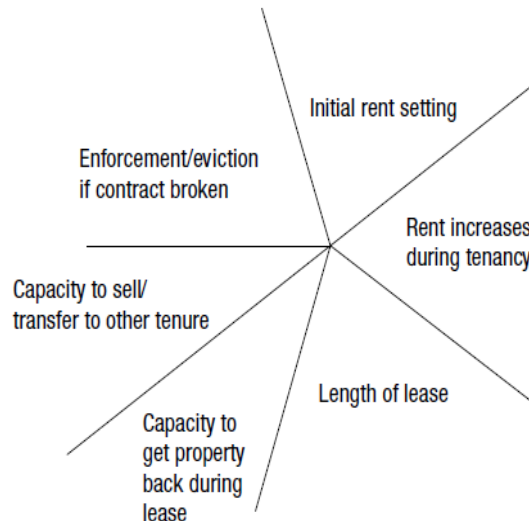 Initial rent setting
Enforcement/eviction
if contract broken
Rent increases
during tenancy
Capacity to sell/
transfer to other tenure
Length of lease
Capacity to
get property
back during
lease